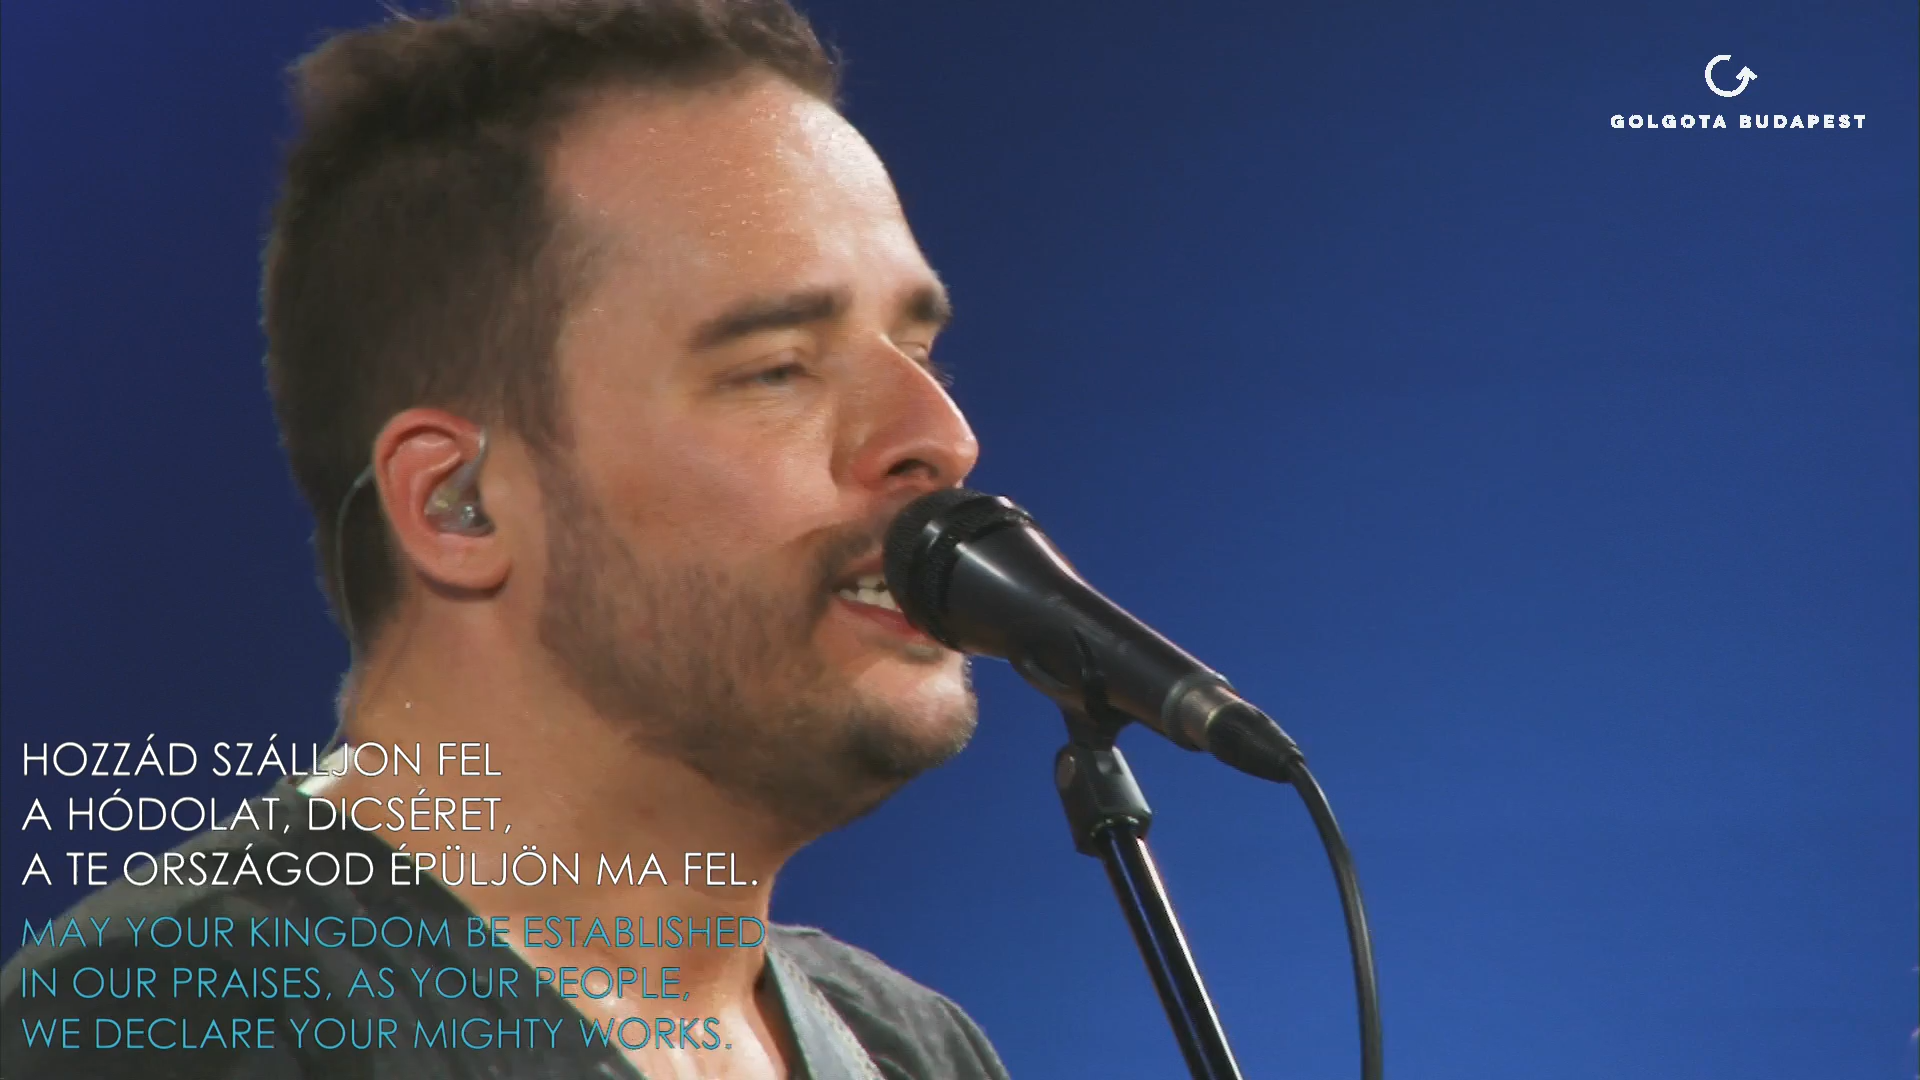 GOLGOTA BUDAPEST
HOZZÁD SZÁLLJON FEL
A HÓDOLAT, DICSÉRET,
A TE ORSZÁGOD ÉPÜLJÖN MA FEL.
MAY YOUR KINGDOM BE ESTABLISHED
IN OUR PRAISES, AS YOUR PEOPLE,
WE DECLARE YOUR MIGHTY WORKS.